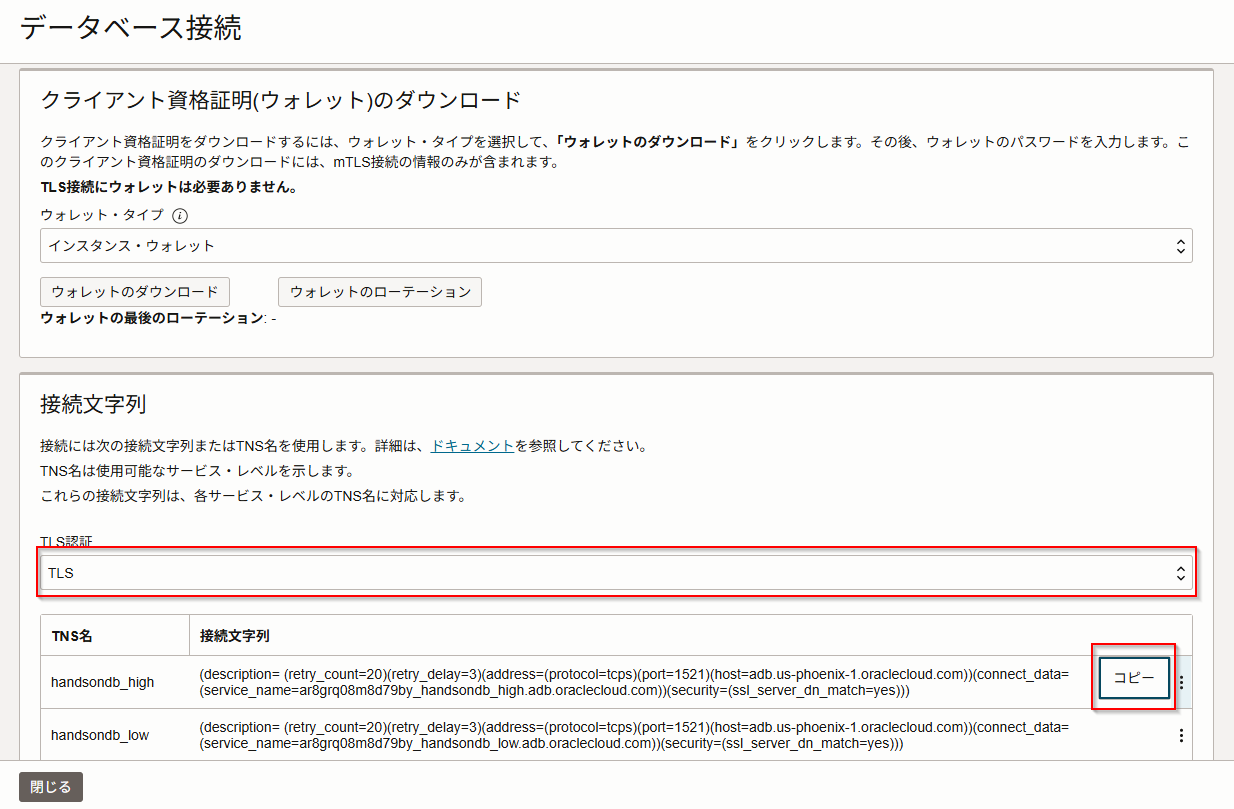 データベース接続
クライアント資格証明(ウォレット)のダウンロード
クライアント資格証明をダウンロードするには、ウォレット・タイプを選択して、「ウォレットのダウンロード」をクリックします。その後、ウォレットのパスワードを入力します。こ
のクライアント資格証明のダウンロードには、mTLS接続の情報のみが含まれます。
TLS接続にウォレットは必要ありません。
ウォレット・タイプ
インスタンス・ウォレット
ウォレットのダウンロード ウォレットのローテーション
ウォレットの最後のローテーション: -
接続文字列
接続には次の接続文字列またはTNS名を使用します。詳細は、ドキュメントを参照してください。
TNS名は使用可能なサービス・レベルを示します。
これらの接続文字列は、各サービス・レベルのTNS名に対応します。
TLS認証
TLS
TNS名 接続文字列
handsondb_high
(description= (retry_count=20)(retry_delay=3)(address=(protocol=tcps)(port=1521)(host=adb.us-phoenix-1.oraclecloud.com))(connect_data=
(service_name=ar8grq08m8d79by_handsondb_high.adb.oraclecloud.com))(security=(ssl_server_dn_match=yes)))
コピー
handsondb_low
(description= (retry_count=20)(retry_delay=3)(address=(protocol=tcps)(port=1521)(host=adb.us-phoenix-1.oraclecloud.com))(connect_data=
(service_name=ar8grq08m8d79by_handsondb_low.adb.oraclecloud.com))(security=(ssl_server_dn_match=yes)))
閉じる